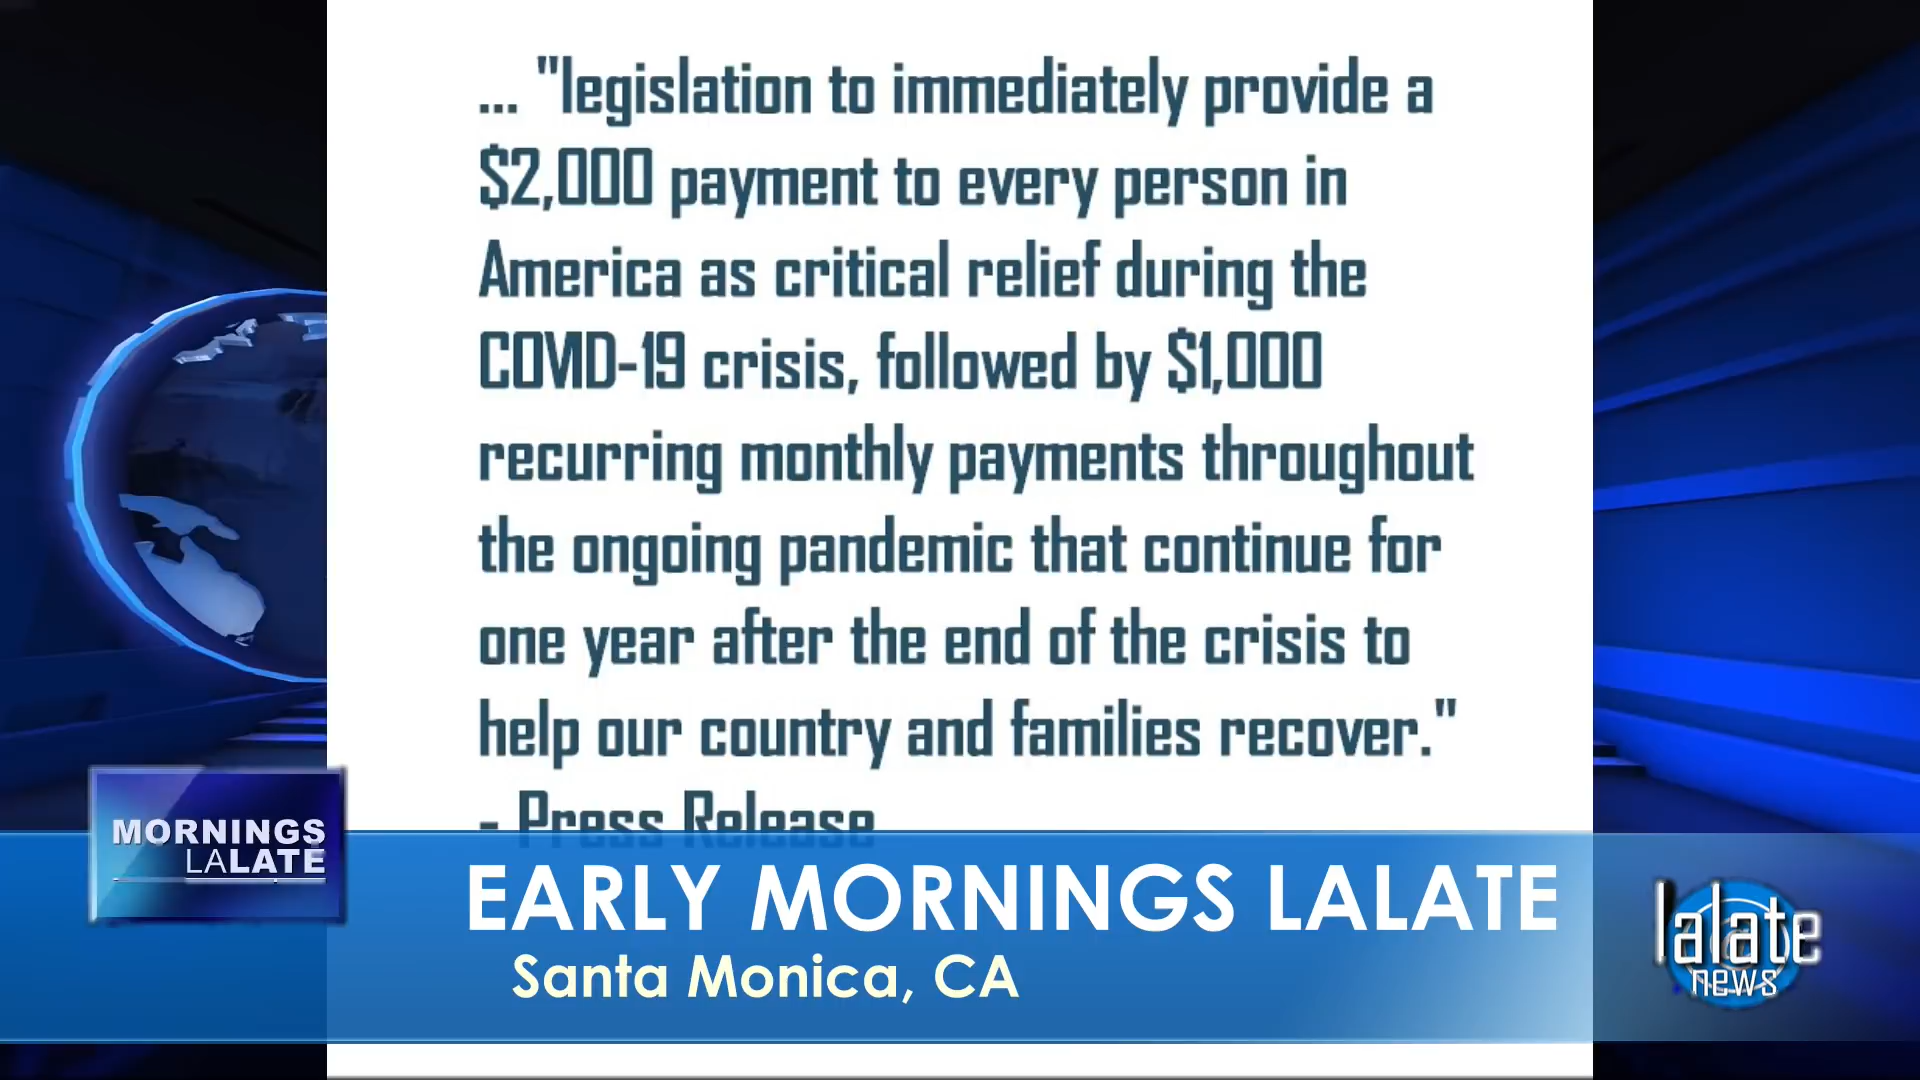 ... "legislation to immediately provide a
$2,000 payment to every person in
America as critical relief during the
COVID-19 crisis, followed by $1,000
recurring monthly payments throughout
the ongoing pandemic that continue for
one year after the end of the crisis to
help our country and families recover."
- Press Release
MORNINGS
LALATE
EARLY MORNINGS LALATE
Santa Monica, CA
lalate
news